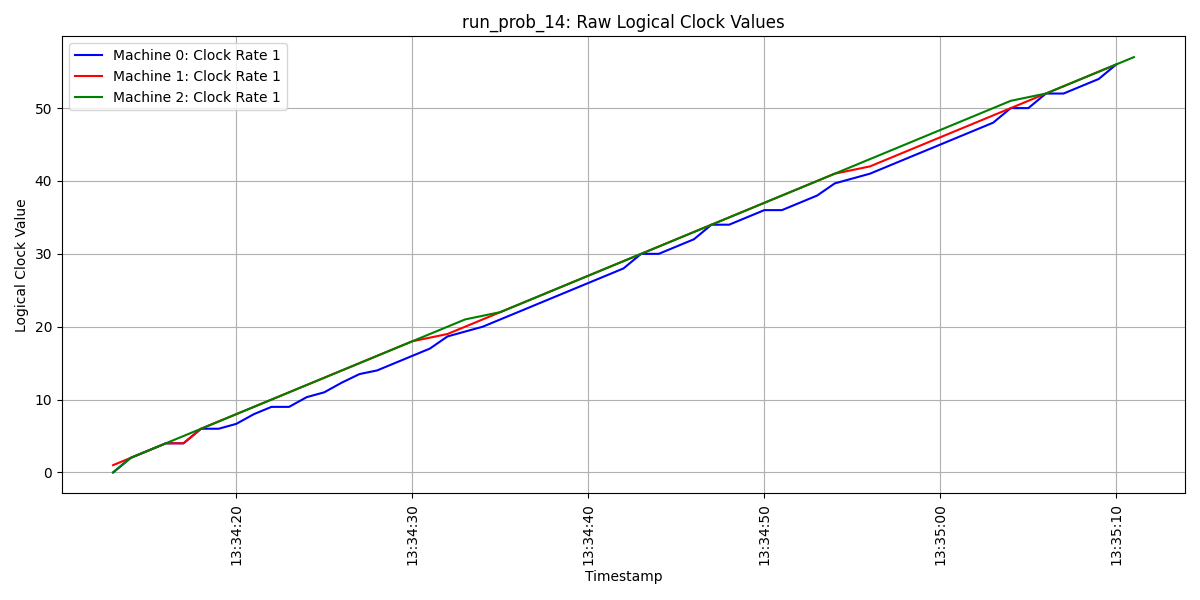 run_prob_14: Raw Logical Clock Values
Machine 0: Clock Rate 1
Machine 1: Clock Rate 1
Machine 2: Clock Rate 1
Logical Clock Value
50
40
30
20
10
0
13:34:20
13:34:30
13:34:40
13:34:50
13:35:00
13:35:10
Timestamp